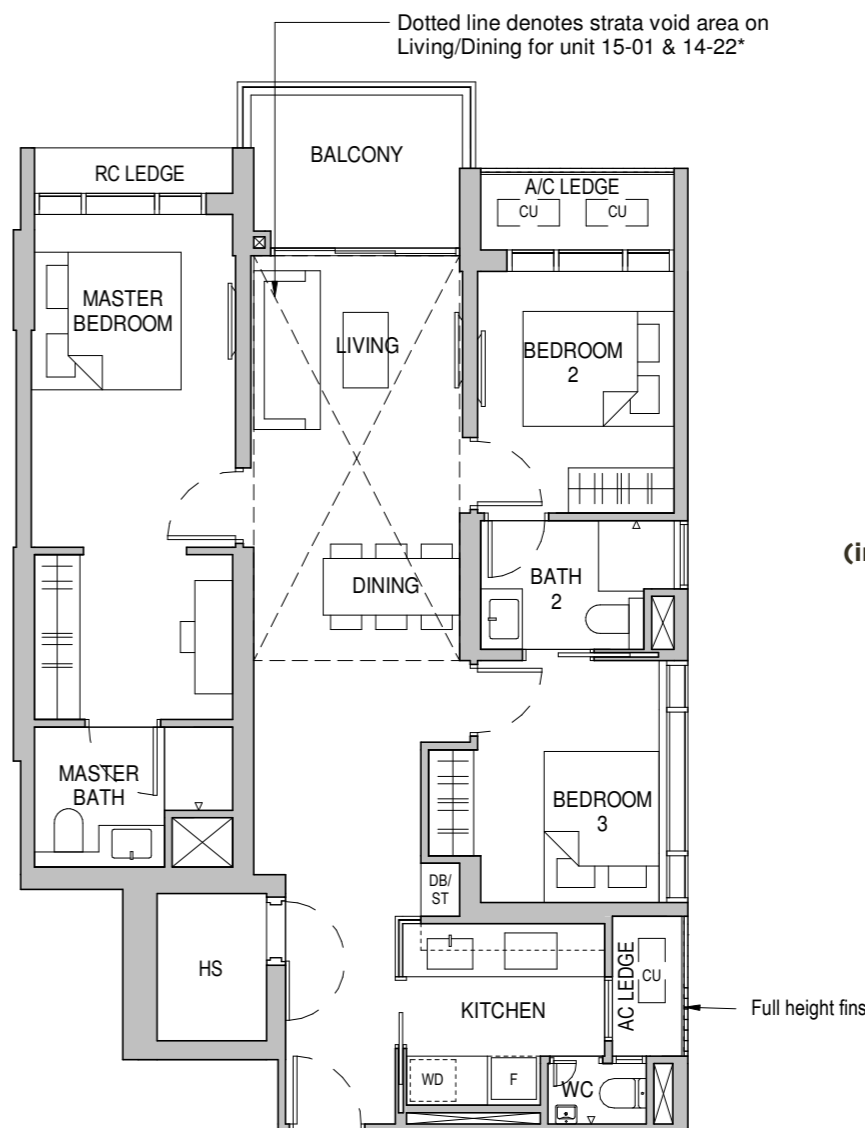 Dotted line denotes strata void area on
Living/Dining for unit 15-01 & 14-22*
BALCONY
RC LEDGE
A/C LEDGE
CU
CU
MASTER
BEDROOM
LIVING
BEDROOM
2
(i
DINING
BATH
2
MASTER
BATH
BEDROOM
3
DB/
ST
HS
KITCHEN
AC LEDGE
CU
Full height fins
WD
F
WC